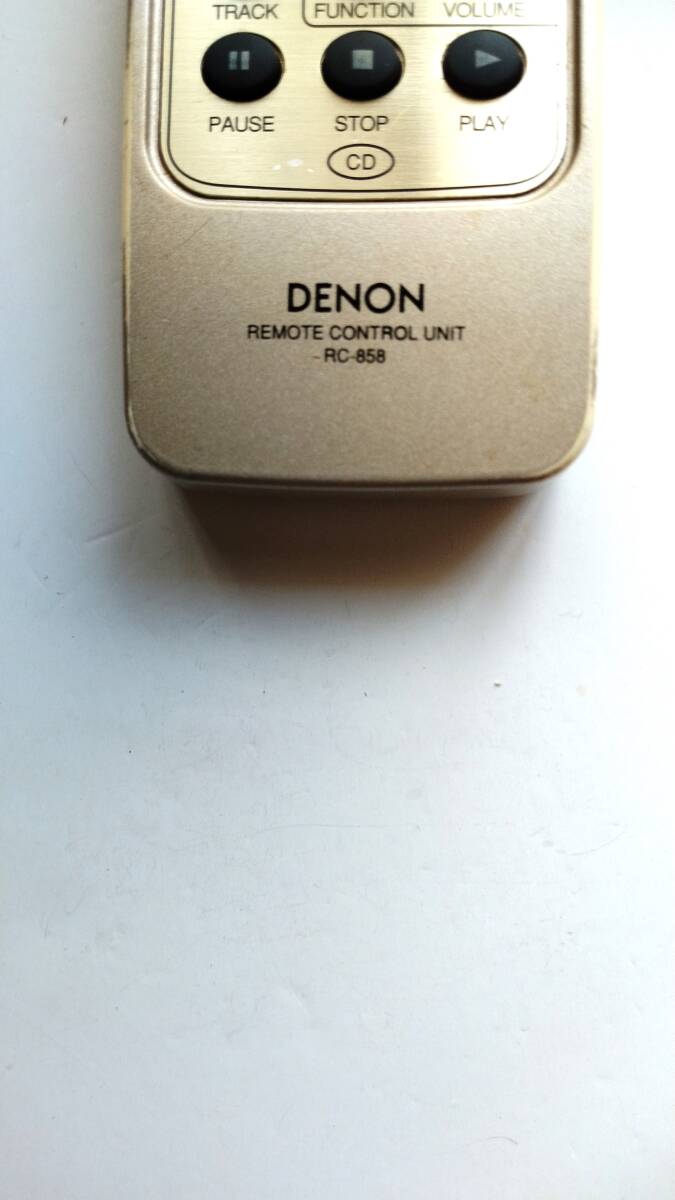 TRACK FUNCTION VOLUME
PAUSE STOP PLAY
CD
DENON
REMOTE CONTROL UNIT
RC-858